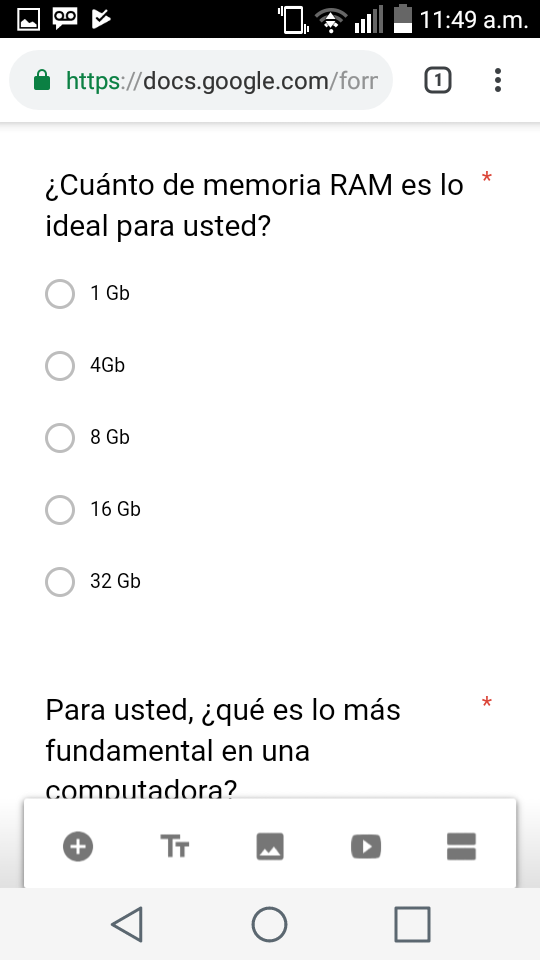 11:49 a.m.
https://docs.google.com/forr
1
¿Cuánto de memoria RAM es lo *
ideal para usted?
1 Gb
4Gb
8 Gb
16 Gb
32 Gb
Para usted, ¿qué es lo más *
fundamental en una
computadora?
TT